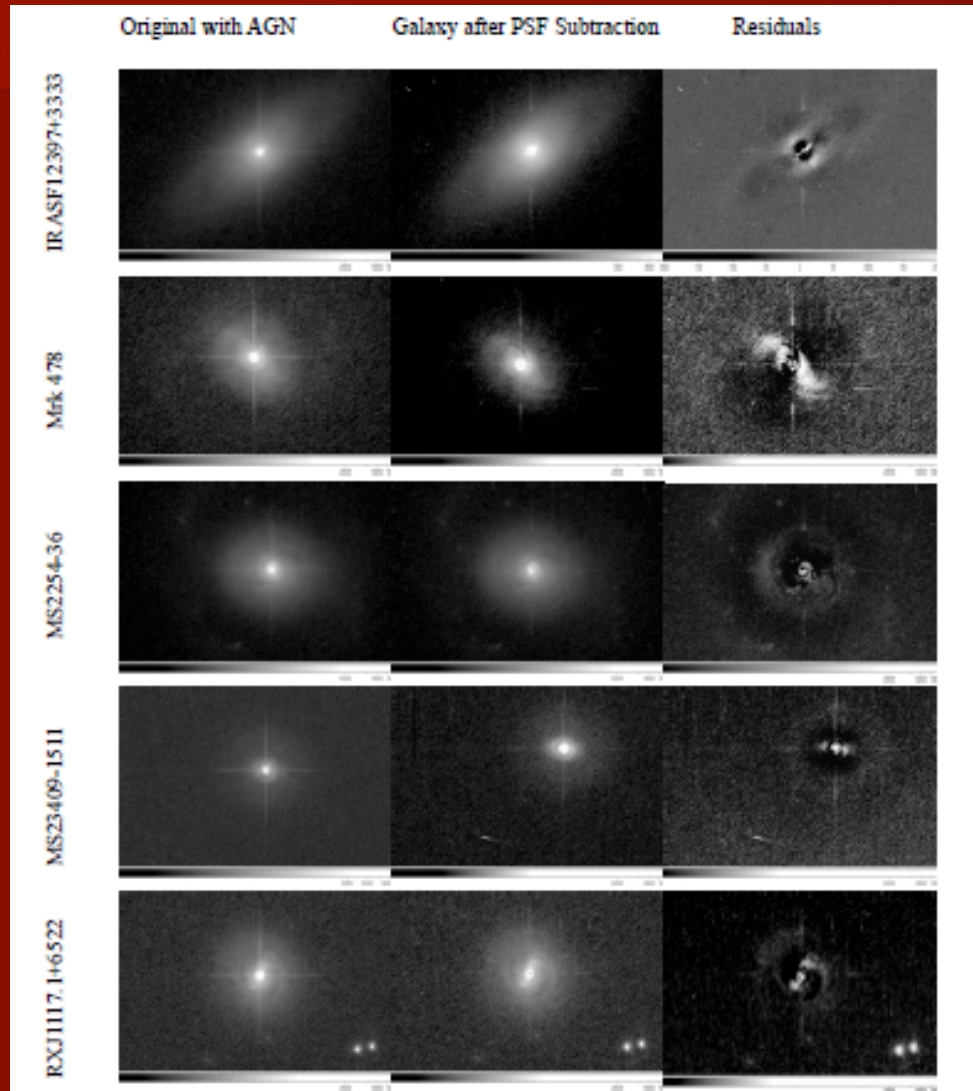 Original with AGN
Galaxy after PSF Subtraction
Residuals
IRASF12397+3333
Mrk 478
MS2254-36
MS23409-1511
RXJ1117.1+6522